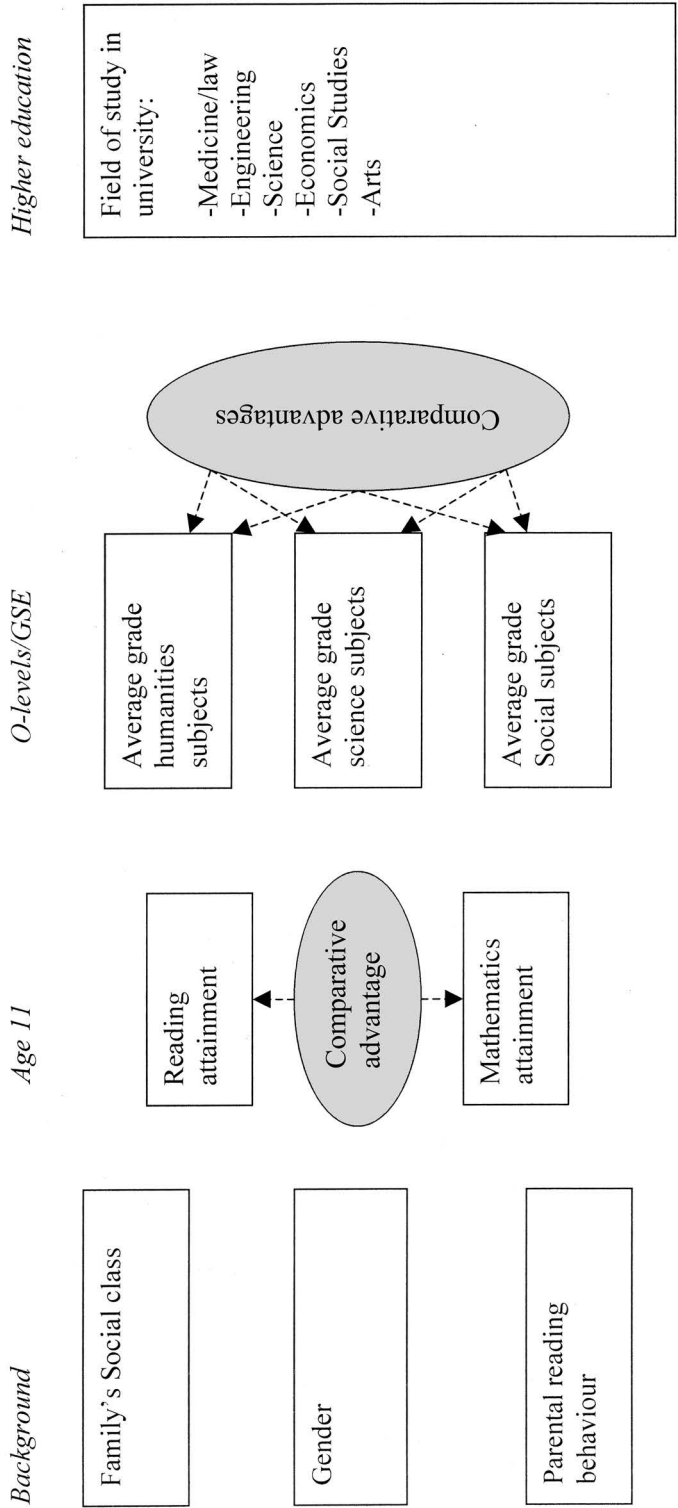 Background
Age 11
O-levels/GSE
Higher education
Family's Social class
Gender
Parental reading
behaviour
Reading
attainment
Comparative
advantage
Mathematics
attainment
Average grade
humanities
subjects
Average grade
science subjects
Average grade
Social subjects
Comparative advantages
Field of study in
university:
-Medicine/law
-Engineering
-Science
-Economics
-Social Studies
-Arts